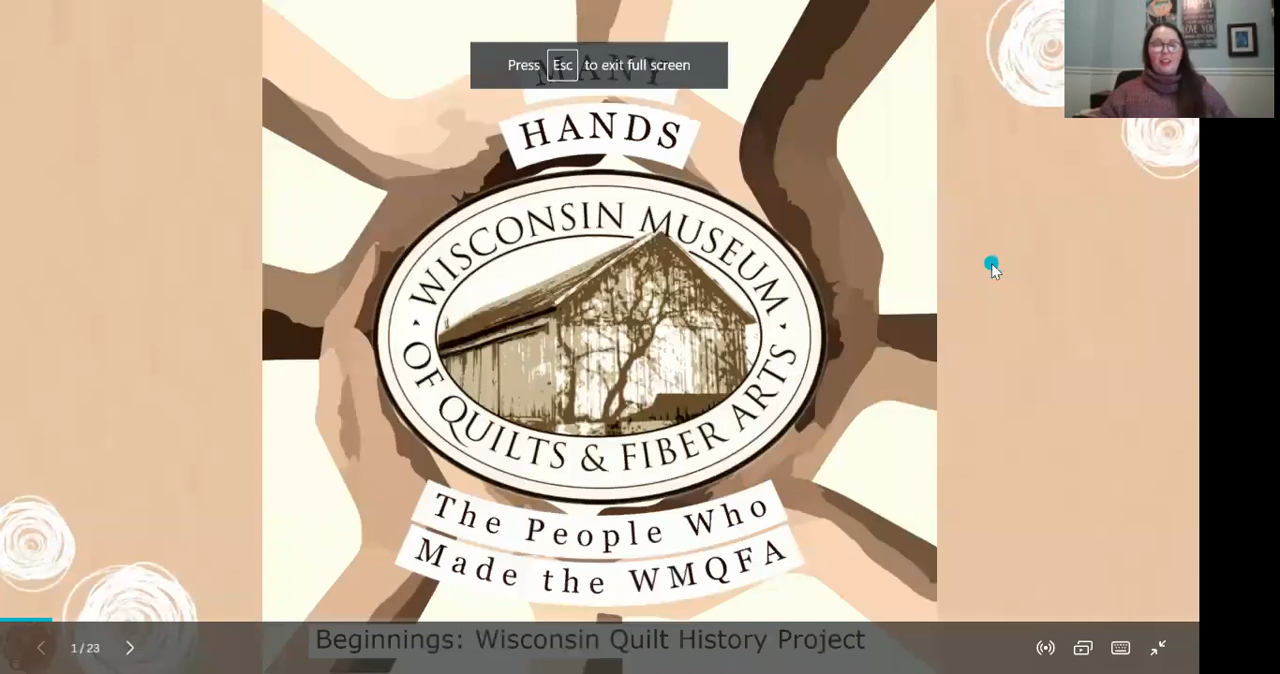 Press Esc to exit full screen
MANY
HANDS
WISCONSIN MUSEUM
OF QUILTS & FIBER ARTS
The People Who
Made the WMQFA
Beginnings: Wisconsin Quilt History Project
1 / 23